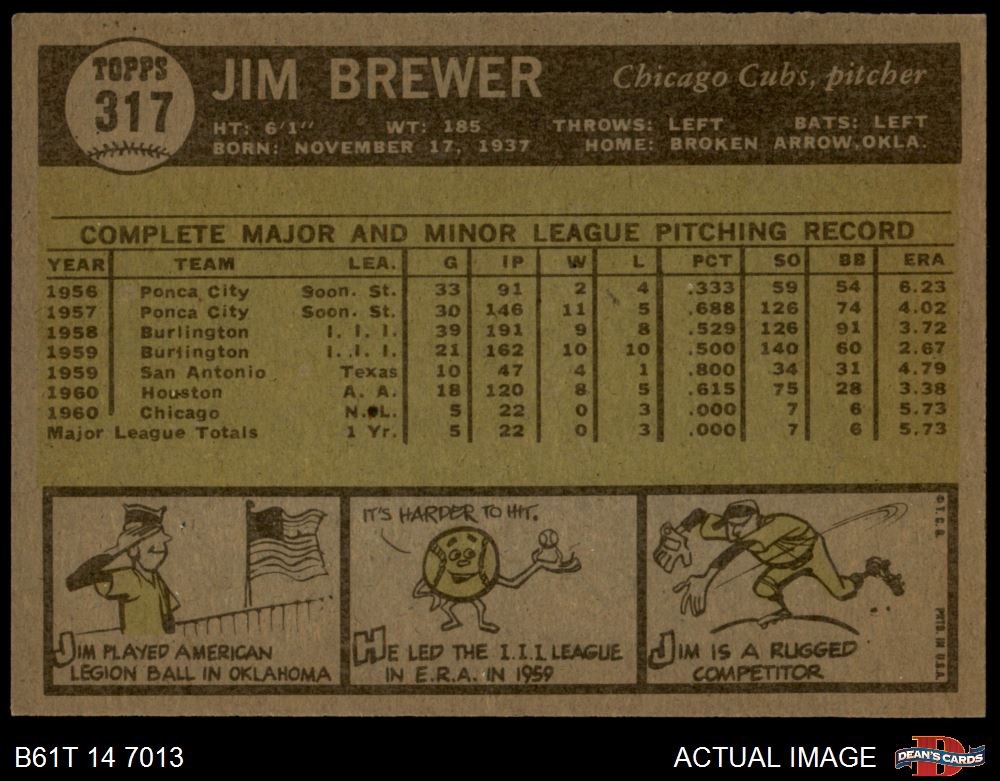 TOPPS
317
JIM BREWER
Chicago Cubs, pitcher
HT: 6'1" WT: 185 THROWS: LEFT BATS: LEFT
BORN: NOVEMBER 17, 1937 HOME: BROKEN ARROW, OKLA.
COMPLETE MAJOR AND MINOR LEAGUE PITCHING RECORD
YEAR TEAM LEA. G IP W L PCT SO BB ERA
1956 Ponca City Soon. St. 33 91 2 4 .333 59 54 6.23
1957 Ponca City Soon. St. 30 146 11 5 .688 126 74 4.02
1958 Burlington I. I. I. 39 191 9 8 .529 126 91 3.72
1959 Burlington I. I. I. 21 162 10 10 .500 140 60 2.67
1959 San Antonio Texas 10 47 4 1 .800 34 31 4.79
1960 Houston A. A. 18 120 8 5 .615 75 28 3.38
1960 Chicago N.L. 5 22 0 3 .000 7 6 5.73
Major League Totals 1 Yr. 5 22 0 3 .000 7 6 5.73
JIM PLAYED AMERICAN
LEGION BALL IN OKLAHOMA
IT'S HARDER TO HIT.
HE LED THE I.I.I LEAGUE
IN E.R.A. IN 1959
JIM IS A RUGGED
COMPETITOR
© T. C. G.
PTD. IN U.S.A.
B61T 14 7013
ACTUAL IMAGE
DEAN'S CARDS